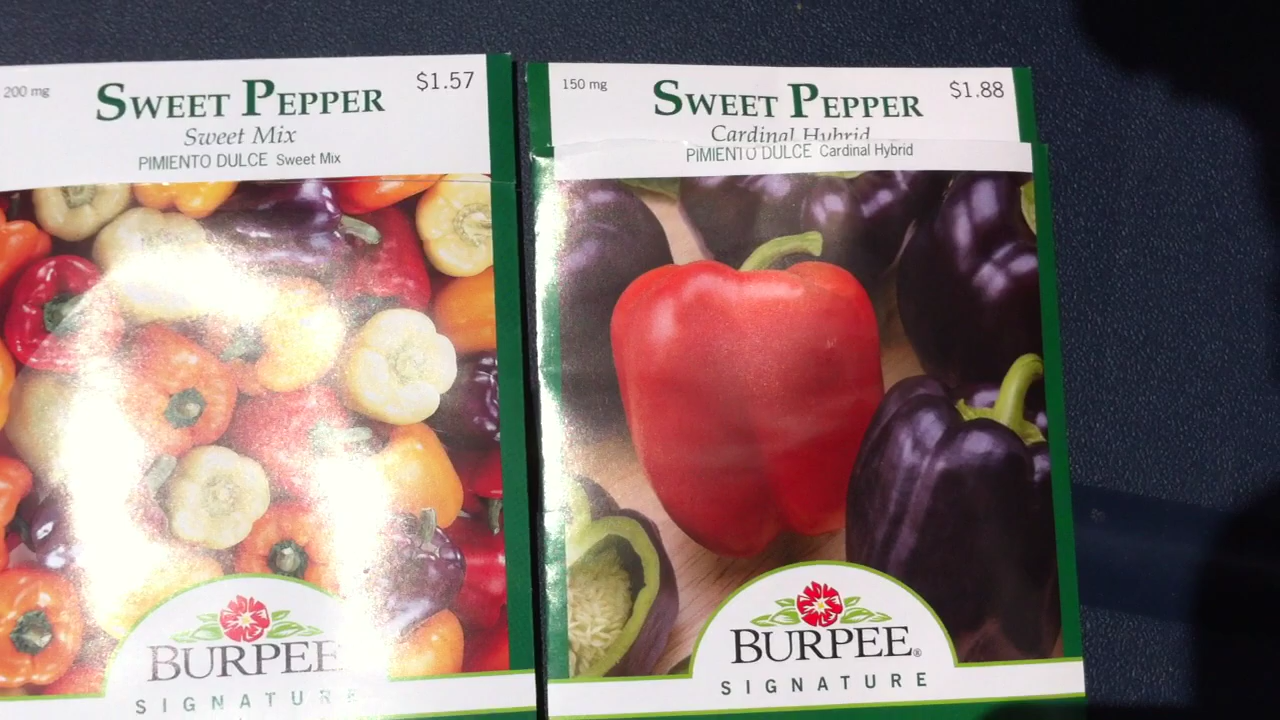 200 mg
SWEET PEPPER
$1.57
Sweet Mix
PIMIENTO DULCE Sweet Mix
BURPEE
SIGNATURE
150 mg
SWEET PEPPER
$1.88
Cardinal Hybrid
PIMIENTO DULCE Cardinal Hybrid
BURPEE®
SIGNATURE